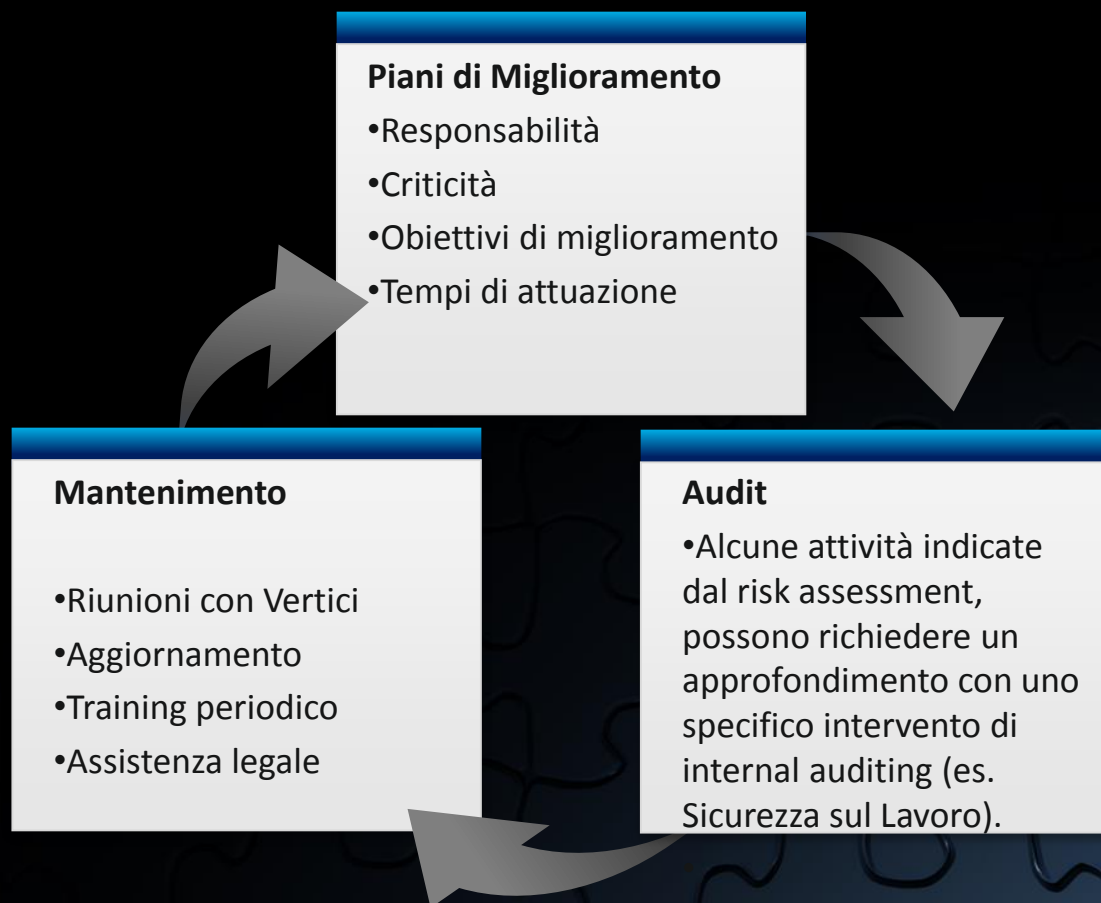 Piani di Miglioramento
•Responsabilità
•Criticità
•Obiettivi di miglioramento
•Tempi di attuazione
Mantenimento
•Riunioni con Vertici
•Aggiornamento
•Training periodico
•Assistenza legale
Audit
•Alcune attività indicate
dal risk assessment,
possono richiedere un
approfondimento con uno
specifico intervento di
internal auditing (es.
Sicurezza sul Lavoro).